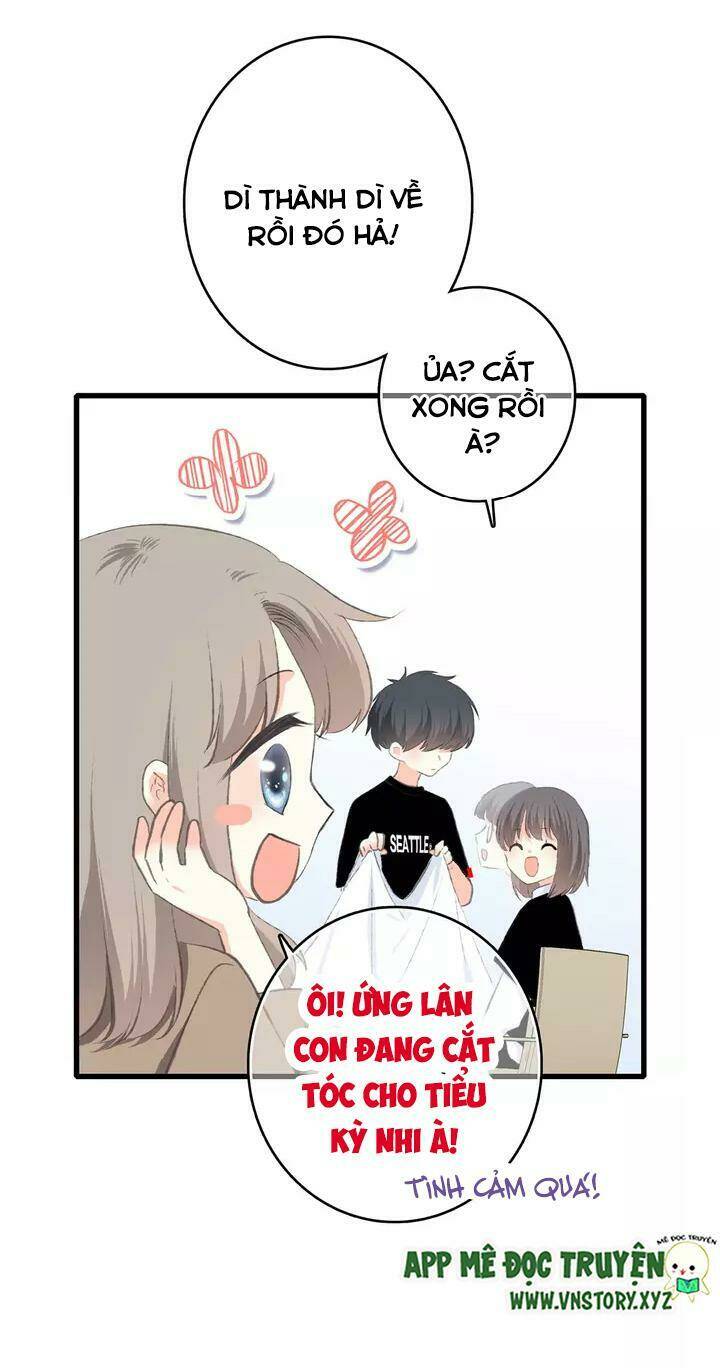 DÌ THÀNH DÌ VỀ
RỒI ĐÓ HẢ!
ỦA? CẮT
XONG RỒI
À?
SEATTLE
ÔI! ỨNG LÂN
CON ĐANG CẮT
TÓC CHO TIỂU
KỲ NHI À!
TÌNH CẢM QUÁ!
MÊ ĐỌC TRUYỆN
APP MÊ ĐỌC TRUYỆN
WWW.VNSTORY.XYZ